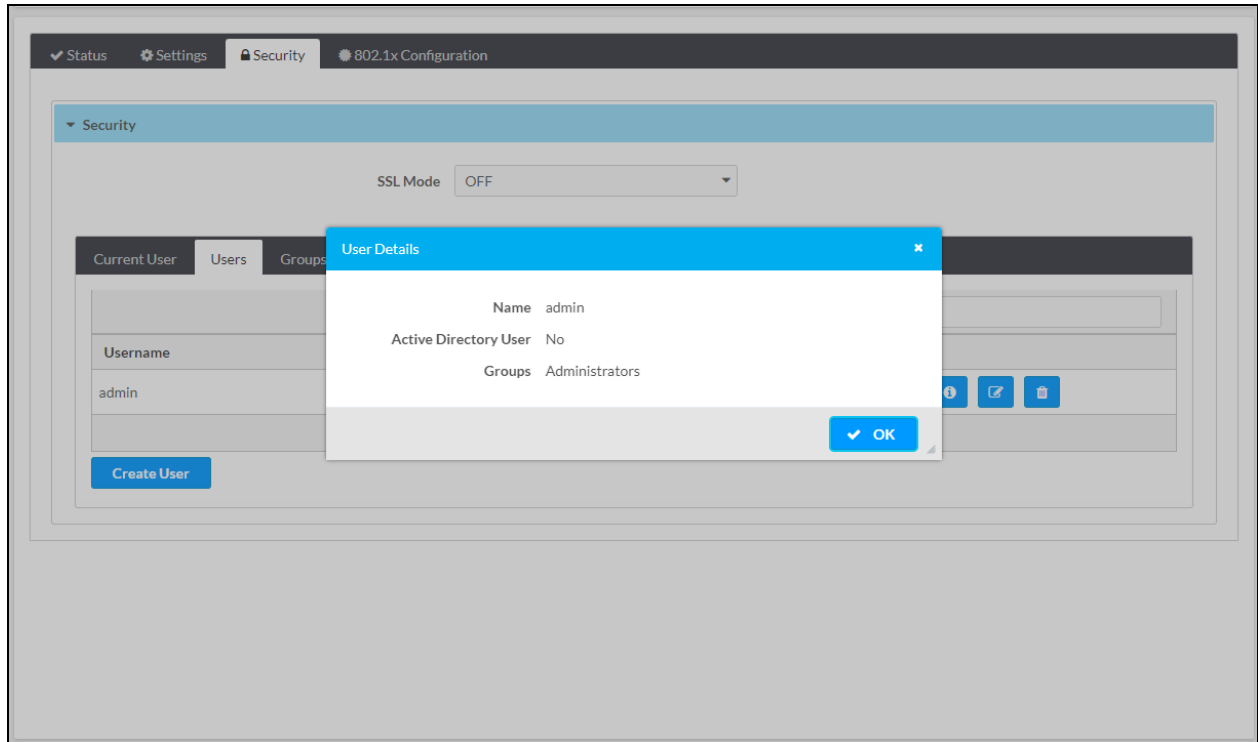 Status Settings Security 802.1x Configuration
Security
SSL Mode OFF
Current User Users Groups
User Details
Name admin
Active Directory User No
Groups Administrators
Username
admin
OK
Create User